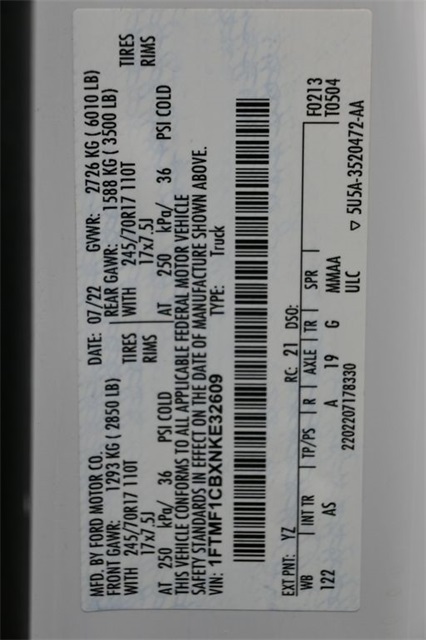 MFD. BY FORD MOTOR CO. DATE: 07/22 GVWR: 2726 KG ( 6010 LB)
FRONT GAWR: 1293 KG ( 2850 LB) REAR GAWR: 1588 KG ( 3500 LB)
WITH 245/70R17 110T TIRES WITH 245/70R17 110T TIRES
17x7.5J RIMS 17x7.5J RIMS
AT 250 kPa/ 36 PSI COLD AT 250 kPa/ 36 PSI COLD
THIS VEHICLE CONFORMS TO ALL APPLICABLE FEDERAL MOTOR VEHICLE
SAFETY STANDARDS IN EFFECT ON THE DATE OF MANUFACTURE SHOWN ABOVE.
VIN: 1FTMF1CBXNKE32609 TYPE: Truck
EXT PNT: YZ RC: 21 DSO: F0213
WB INT TR TP/PS R AXLE TR SPR T0504
122 AS A 19 G MMAA
2202207178330 ULC ▽ 5U5A-3520472-AA